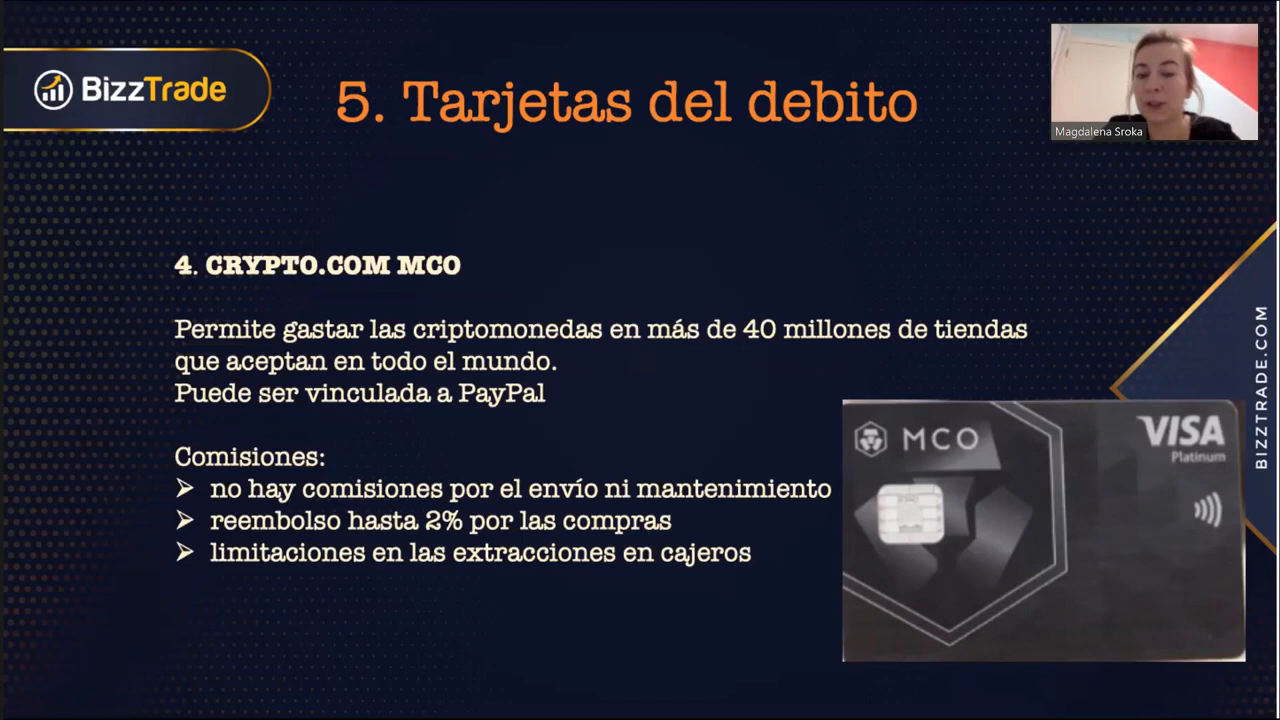 BizzTrade
5. Tarjetas del debito
Magdalena Sroka
4. CRYPTO.COM MCO
Permite gastar las criptomonedas en más de 40 millones de tiendas
que aceptan en todo el mundo.
Puede ser vinculada a PayPal
Comisiones:
➢ no hay comisiones por el envío ni mantenimiento
➢ reembolso hasta 2% por las compras
➢ limitaciones en las extracciones en cajeros
MCO
VISA
Platinum
BIZZTRADE.COM